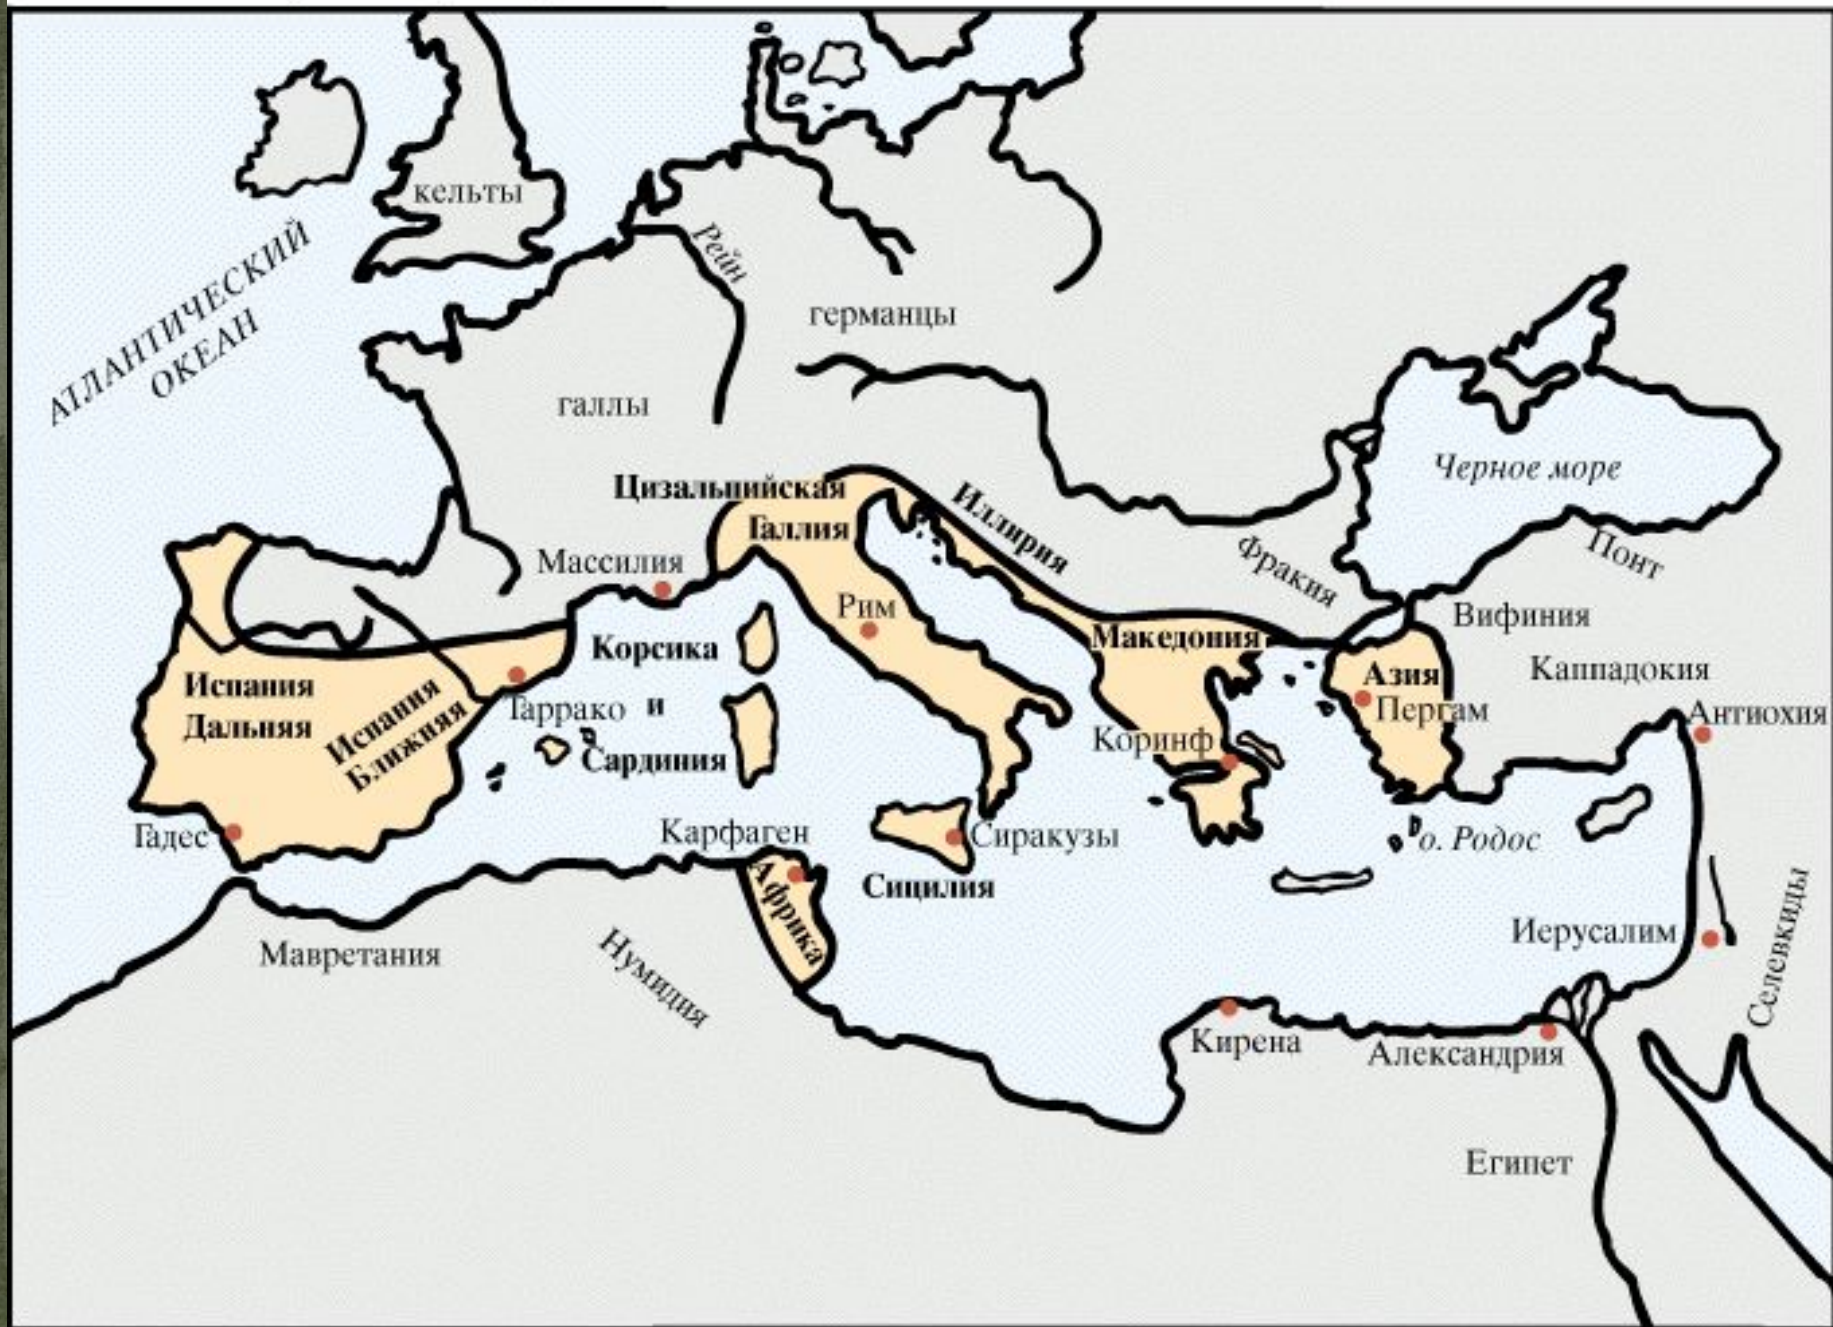 кельты
АТЛАНТИЧЕСКИЙ
ОКЕАН
Рейн
германцы
галлы
Черное море
Цизальпийская
Галлия
Иллирия
Массилия
Фракия
Понт
Рим
Вифиния
Корсика
и
Сардиния
Македония
Каппадокия
Азия
Пергам
Испания
Дальняя
Испания
Ближняя
Таррако
Антиохия
Коринф
Гадес
Карфаген
Сиракузы
о. Родос
Африка
Сицилия
Иерусалим
Селевкиды
Мавретания
Нумидия
Кирена
Александрия
Египет